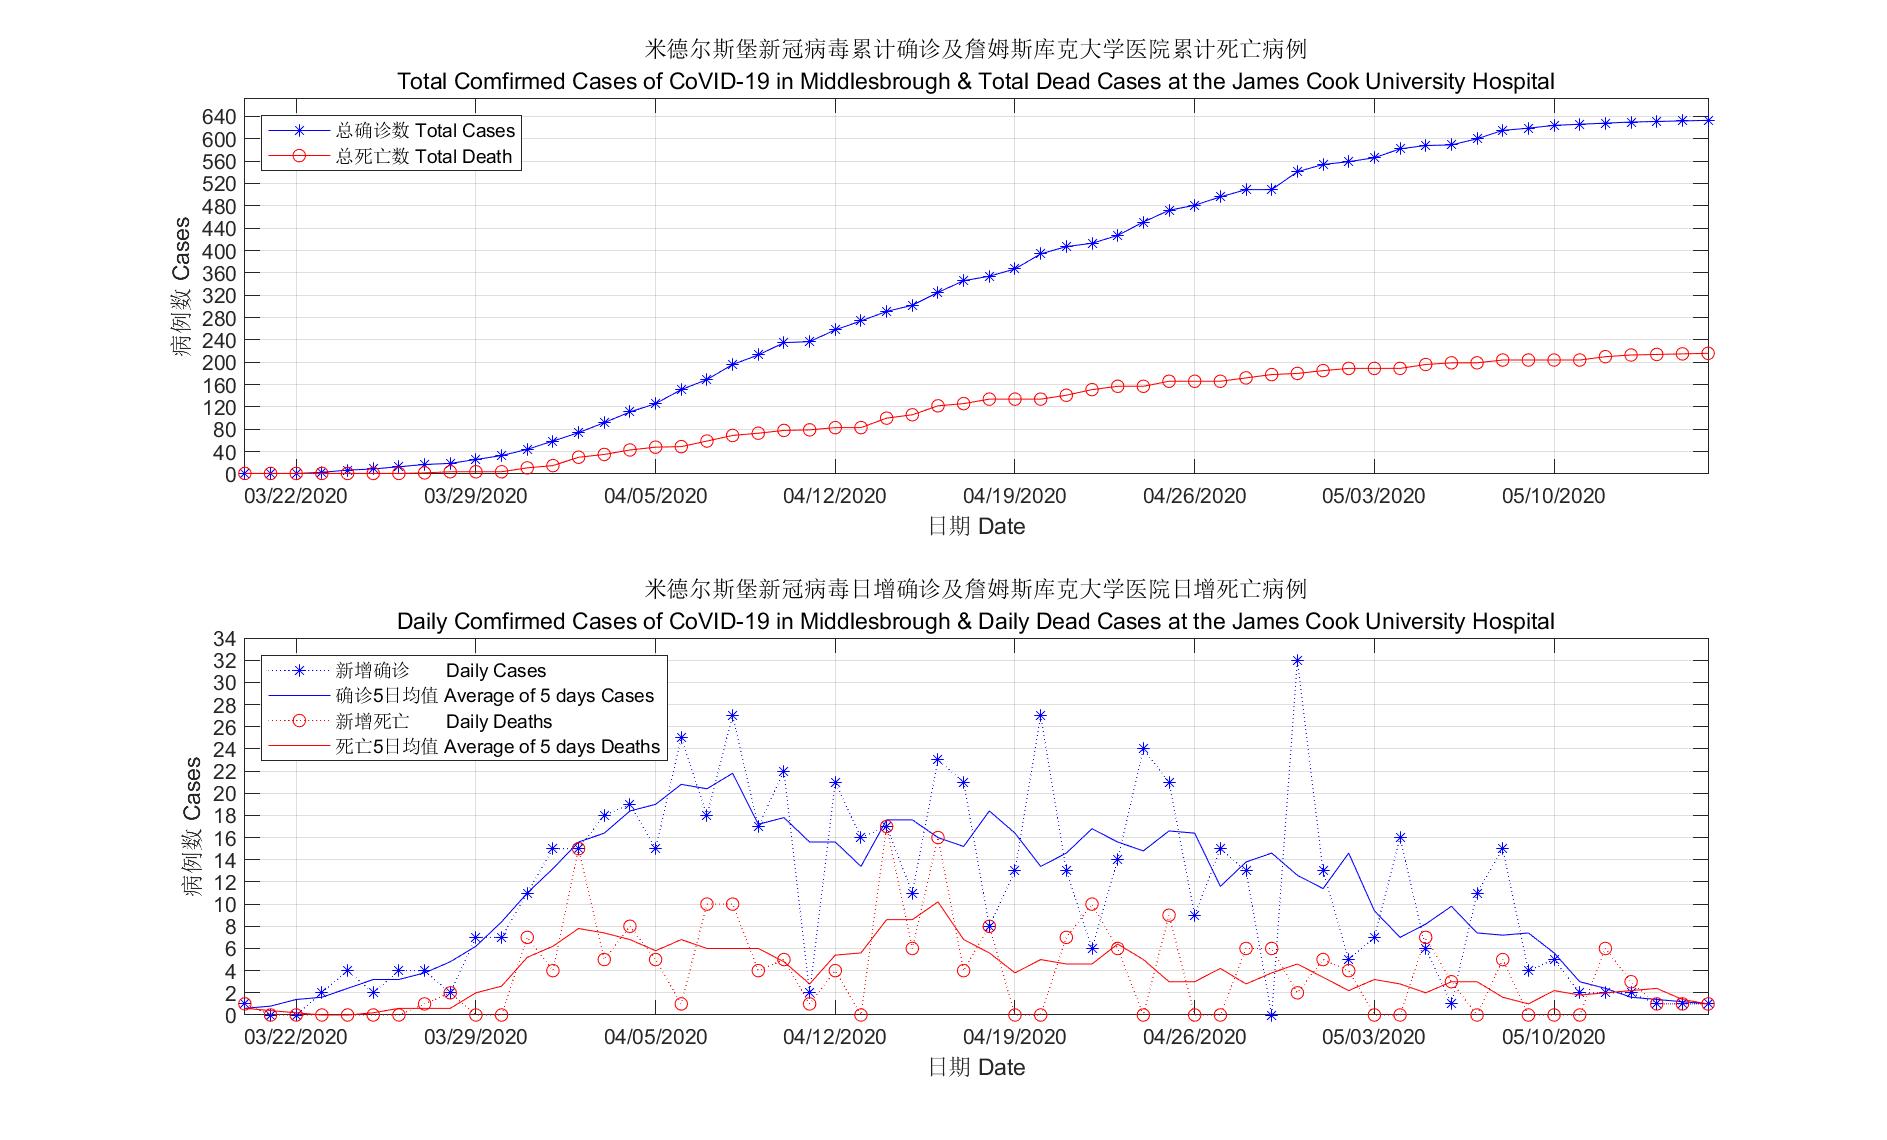 米德尔斯堡新冠病毒累计确诊及詹姆斯库克大学医院累计死亡病例
Total Comfirmed Cases of CoVID-19 in Middlesbrough & Total Dead Cases at the James Cook University Hospital
总确诊数 Total Cases
总死亡数 Total Death
病例数 Cases
640
600
560
520
480
440
400
360
320
280
240
200
160
120
80
40
0
03/22/2020 03/29/2020 04/05/2020 04/12/2020 04/19/2020 04/26/2020 05/03/2020 05/10/2020
日期 Date
米德尔斯堡新冠病毒日增确诊及詹姆斯库克大学医院日增死亡病例
Daily Comfirmed Cases of CoVID-19 in Middlesbrough & Daily Dead Cases at the James Cook University Hospital
新增确诊 Daily Cases
确诊5日均值 Average of 5 days Cases
新增死亡 Daily Deaths
死亡5日均值 Average of 5 days Deaths
病例数 Cases
34
32
30
28
26
24
22
20
18
16
14
12
10
8
6
4
2
0
03/22/2020 03/29/2020 04/05/2020 04/12/2020 04/19/2020 04/26/2020 05/03/2020 05/10/2020
日期 Date